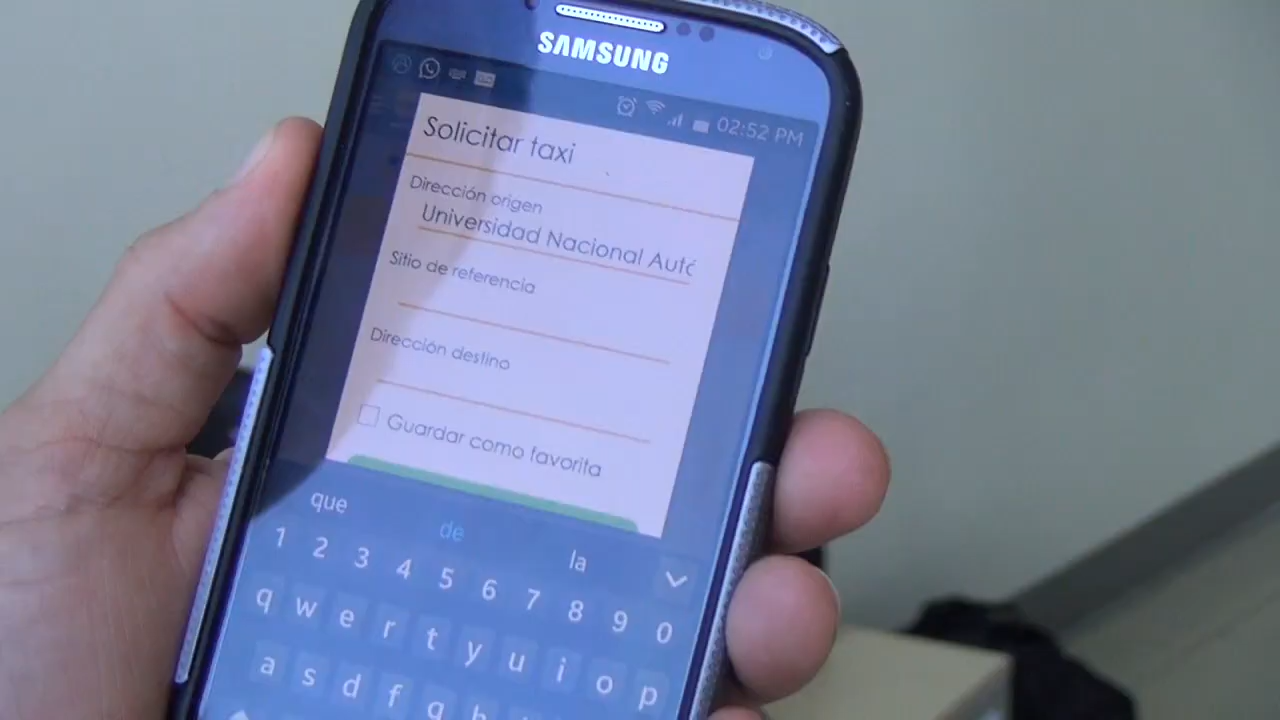 SAMSUNG
02:52 PM
Solicitar taxi
Dirección origen
Universidad Nacional Autó
Sitio de referencia
Dirección destino
Guardar como favorita
que de la
1 2 3 4 5 6 7 8 9 0
q w e r t y u i o p
a s d f g h